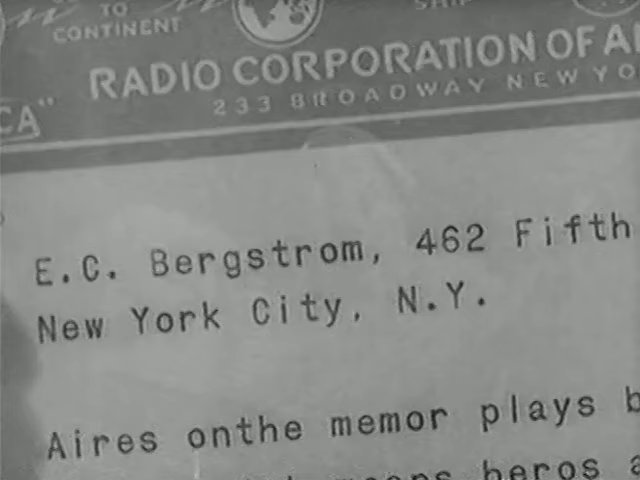 TO
CONTINENT
RADIO CORPORATION OF A
233 BROADWAY NEW YO
CA"
E.C. Bergstrom, 462 Fifth
New York City, N.Y.
Aires onthe memor plays b
heros a